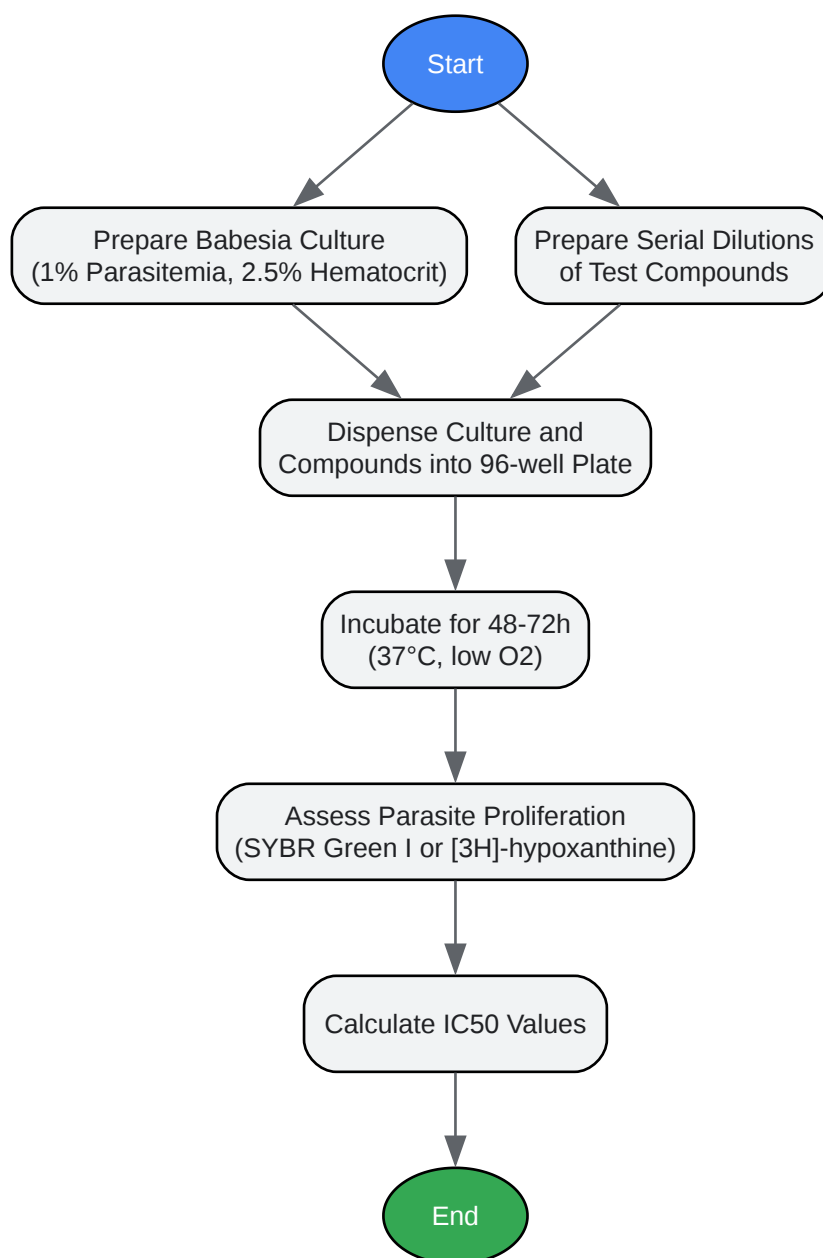 Start
Prepare Babesia Culture
(1% Parasitemia, 2.5% Hematocrit)
Prepare Serial Dilutions
of Test Compounds
Dispense Culture and
Compounds into 96-well Plate
Incubate for 48-72h
(37°C, low O2)
Assess Parasite Proliferation
(SYBR Green I or [3H]-hypoxanthine)
Calculate IC50 Values
End